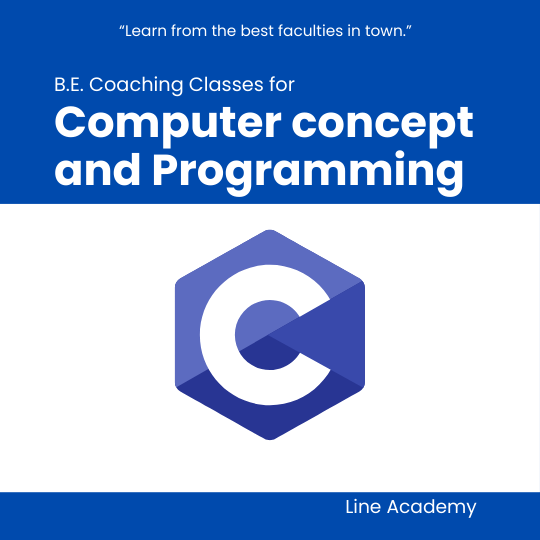 “Learn from the best faculties in town.”
B.E. Coaching Classes for
Computer concept
and Programming
C
Line Academy